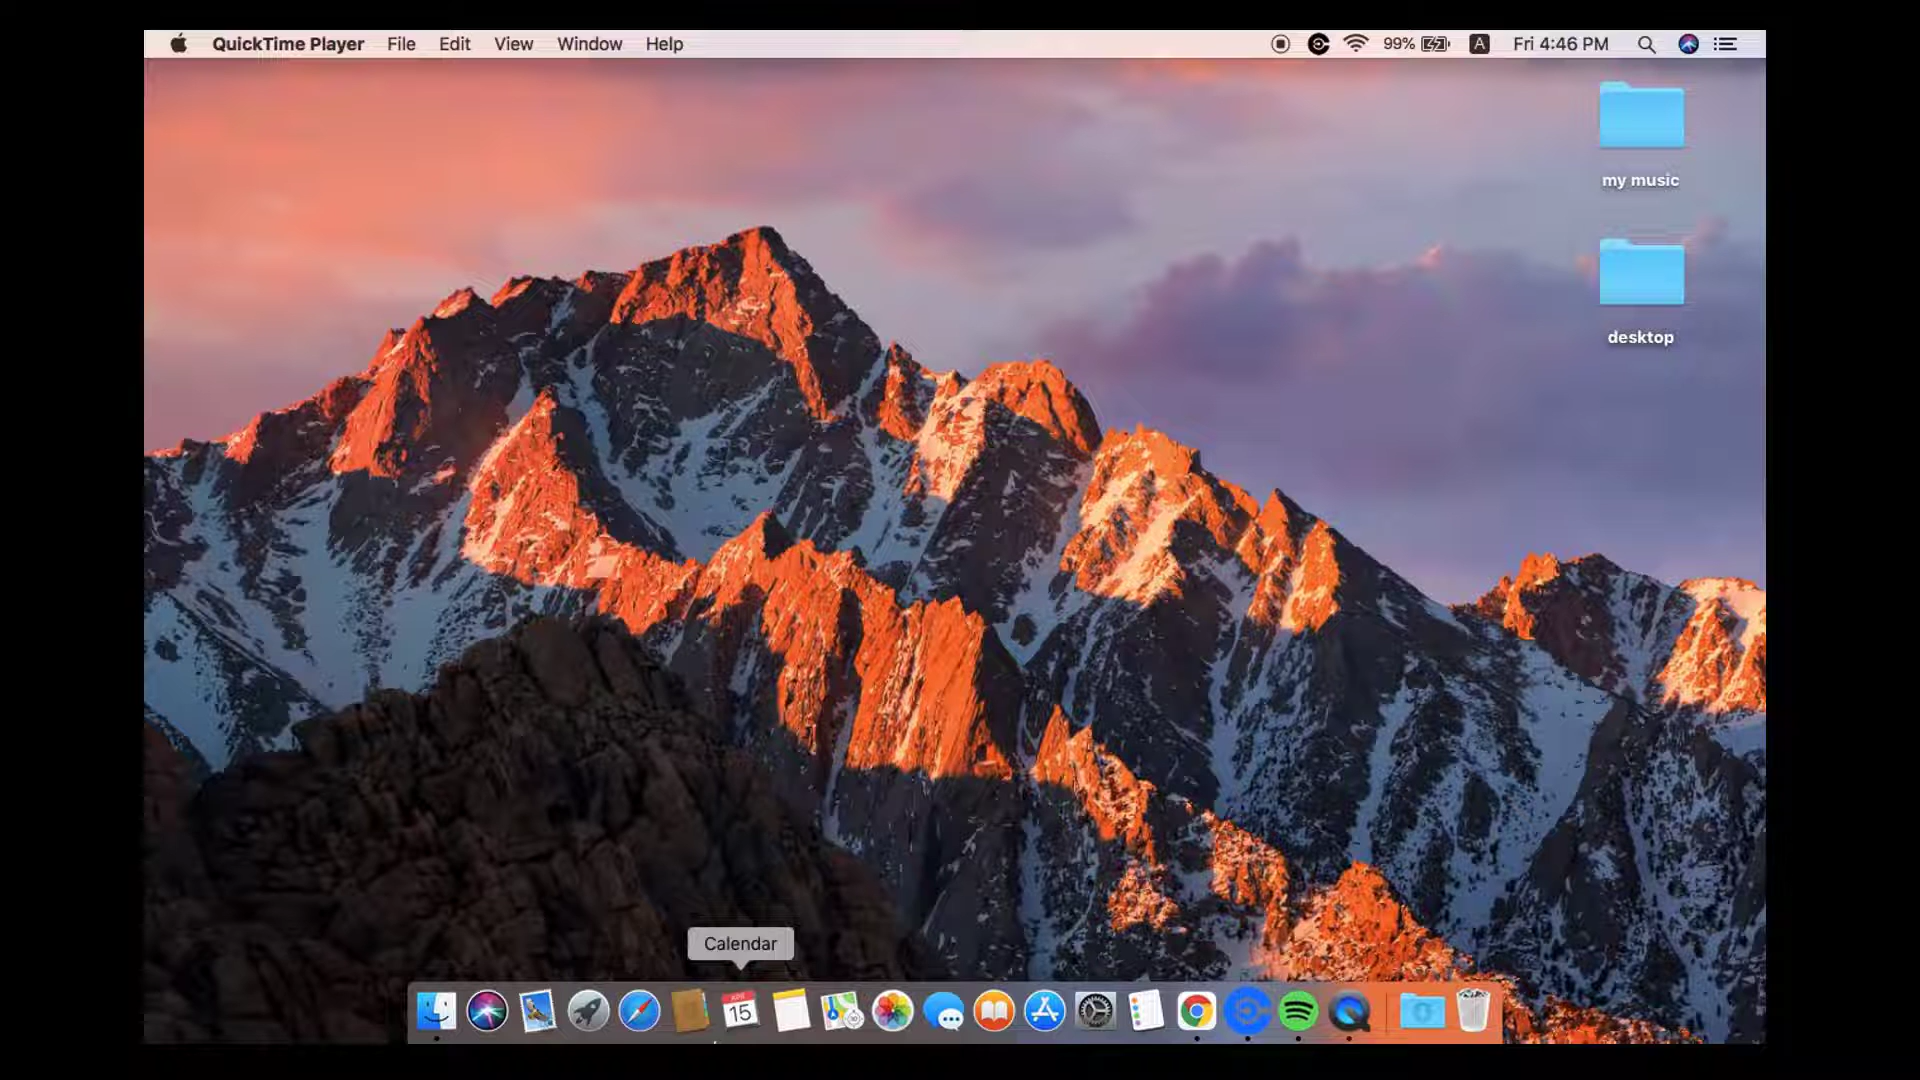 QuickTime Player File Edit View Window Help 99% A Fri 4:46 PM
my music
desktop
Calendar
15